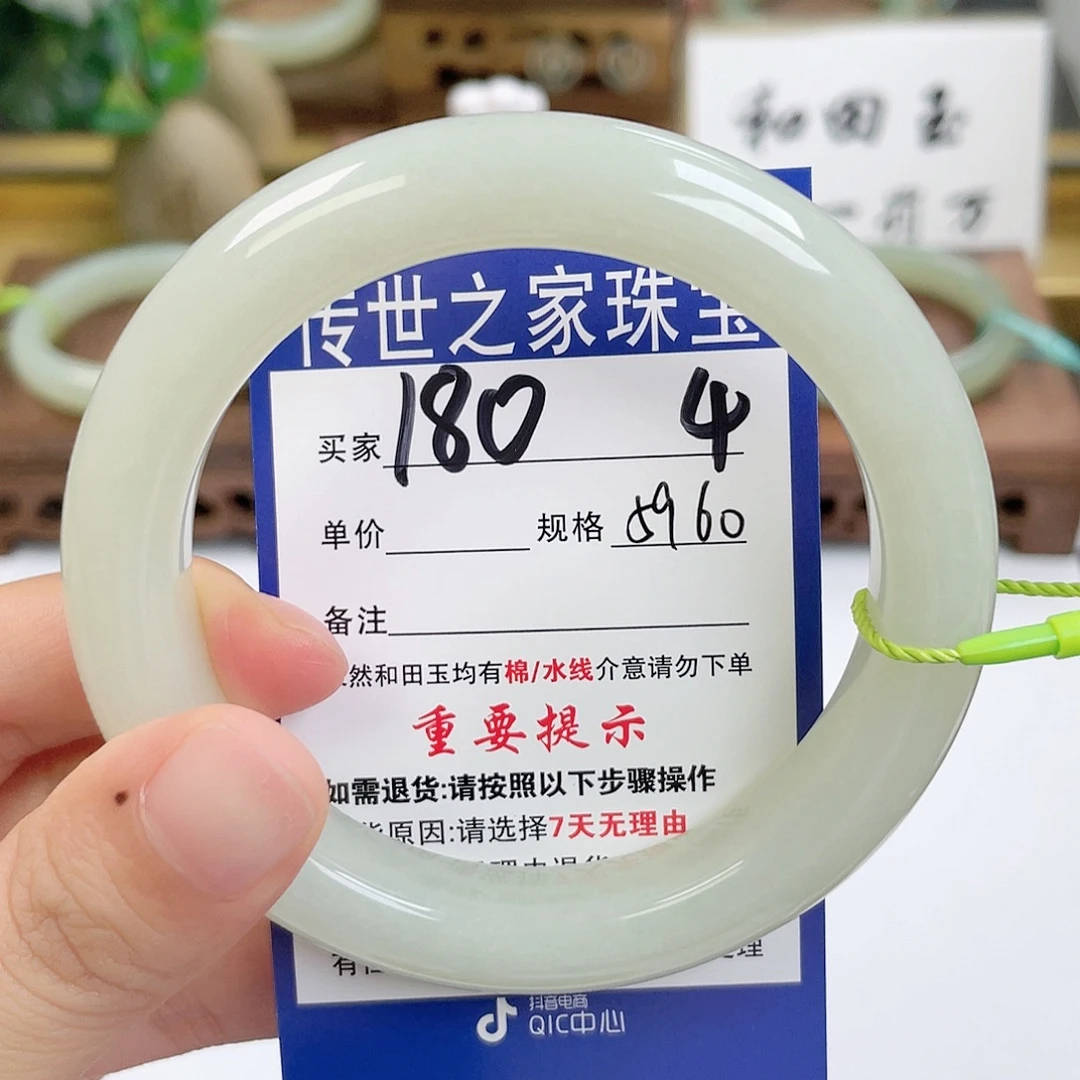 和田玉
万
传世之家珠宝
买家 180 4
单价 规格 5960
备注
然和田玉均有棉/水线介意请勿下单
重要提示
如需退货:请按照以下步骤操作
原因:请选择7天无理由
抖音电商
QIC中心